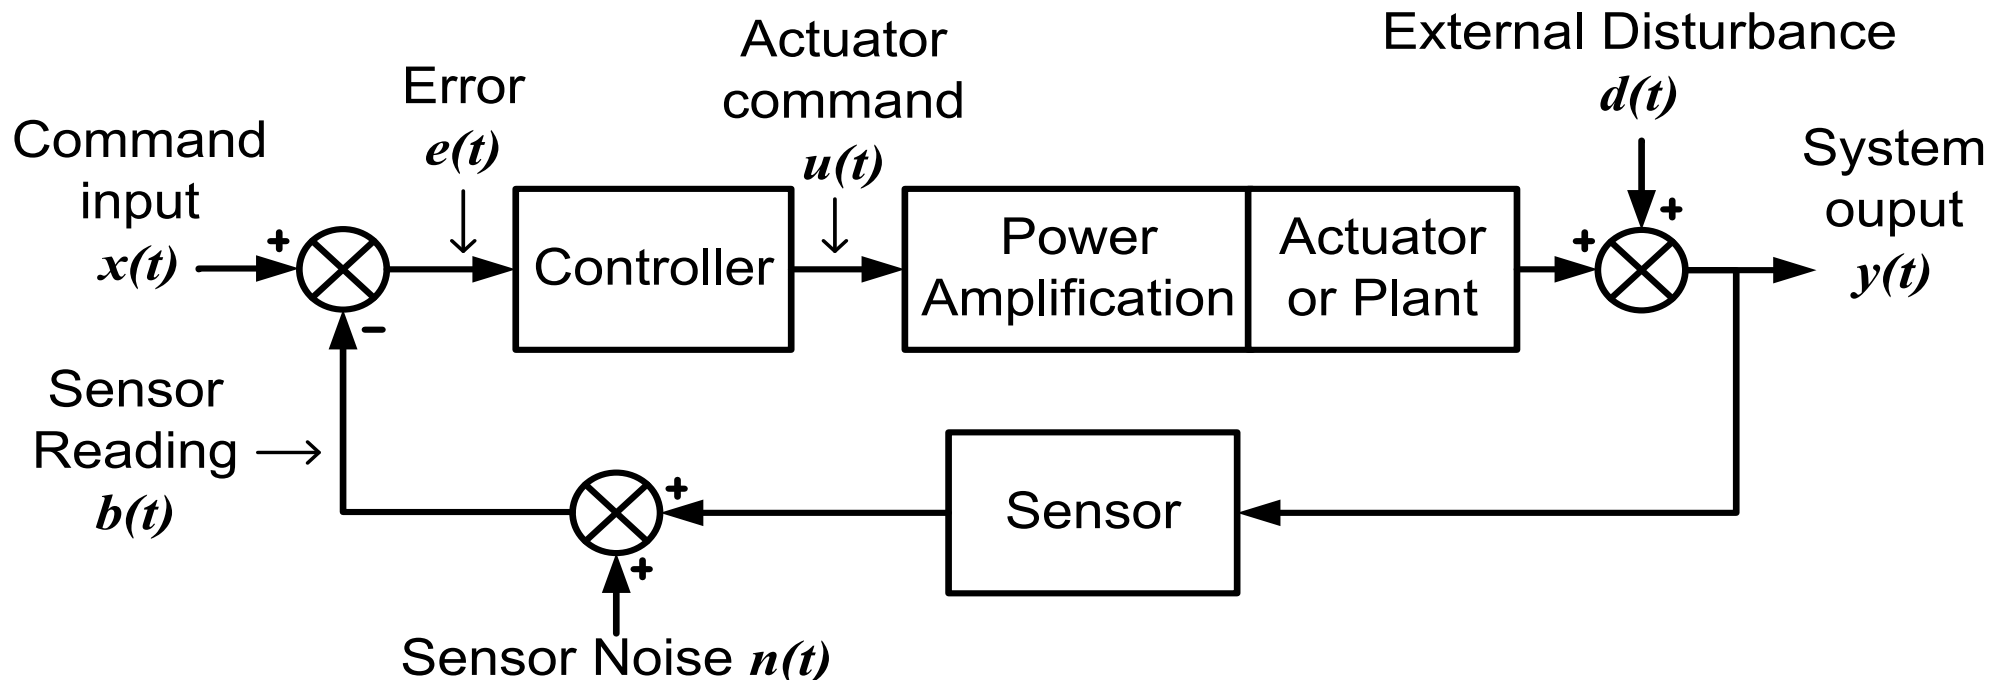 Command
input
x(t)
+
-
Error
e(t)
Controller
Actuator
command
u(t)
Power
Amplification
Actuator
or Plant
External Disturbance
d(t)
+
+
System
ouput
y(t)
Sensor
Reading
b(t)
+
+
Sensor
Sensor Noise n(t)